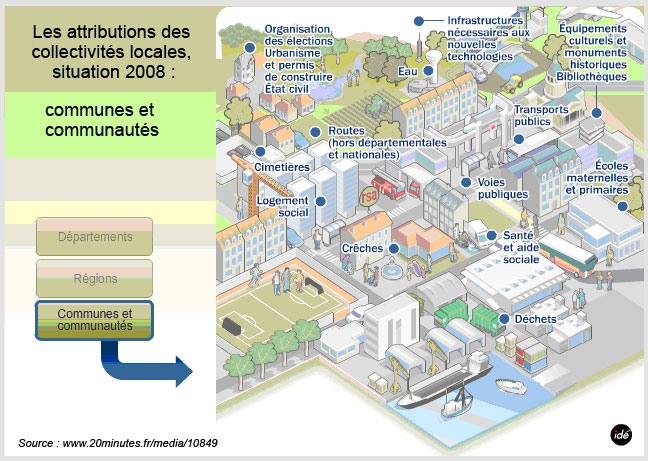 Les attributions des
collectivités locales,
situation 2008 :
communes et
communautés
Départements
Régions
Communes et
communautés
Source : www.20minutes.fr/media/10849
Organisation
des élections
Urbanisme
et permis
de construire
État civil
Infrastructures
nécessaires aux
nouvelles
technologies
Équipements
culturels et
monuments
historiques
Bibliothèques
Eau
Transports
publics
Routes
(hors départementales
et nationales)
Cimetières
Écoles
maternelles
et primaires
Voies
publiques
Logement
social
Crêches
Santé
et aide
sociale
Déchets
idé